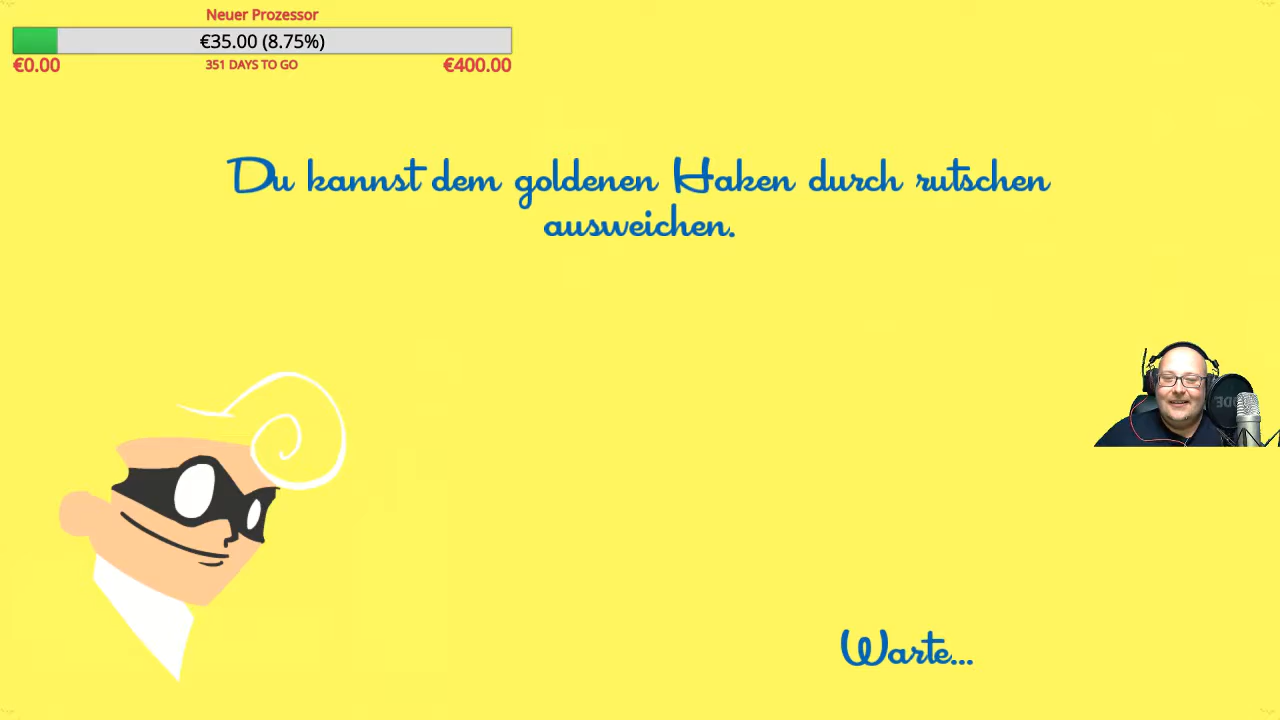 Neuer Prozessor
€35.00 (8.75%)
€0.00 351 DAYS TO GO €400.00
Du kannst dem goldenen Haken durch rutschen
ausweichen.
Warte...